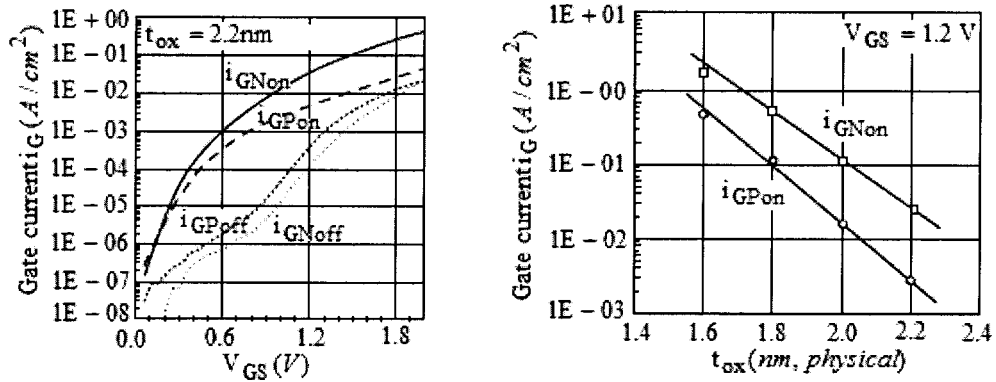 Gate current i_G (A / cm²)
1E + 00
1E - 01
1E - 02
1E - 03
1E - 04
1E - 05
1E - 06
1E - 07
1E - 08
t_ox = 2.2nm
i_GNon
i_GPon
i_GPoff
i_GNoff
0.0 0.6 1.2 1.8
V_GS (V)
Gate current i_G (A / cm²)
1E + 01
1E - 00
1E - 01
1E - 02
1E - 03
V_GS = 1.2 V
i_GNon
i_GPon
1.4 1.6 1.8 2.0 2.2 2.4
t_ox (nm, physical)